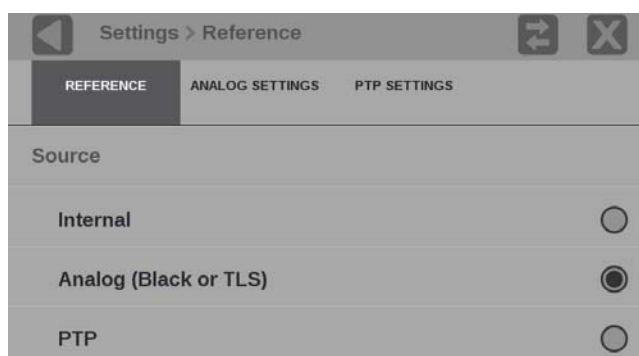 Settings > Reference
REFERENCE ANALOG SETTINGS PTP SETTINGS
Source
Internal
Analog (Black or TLS)
PTP